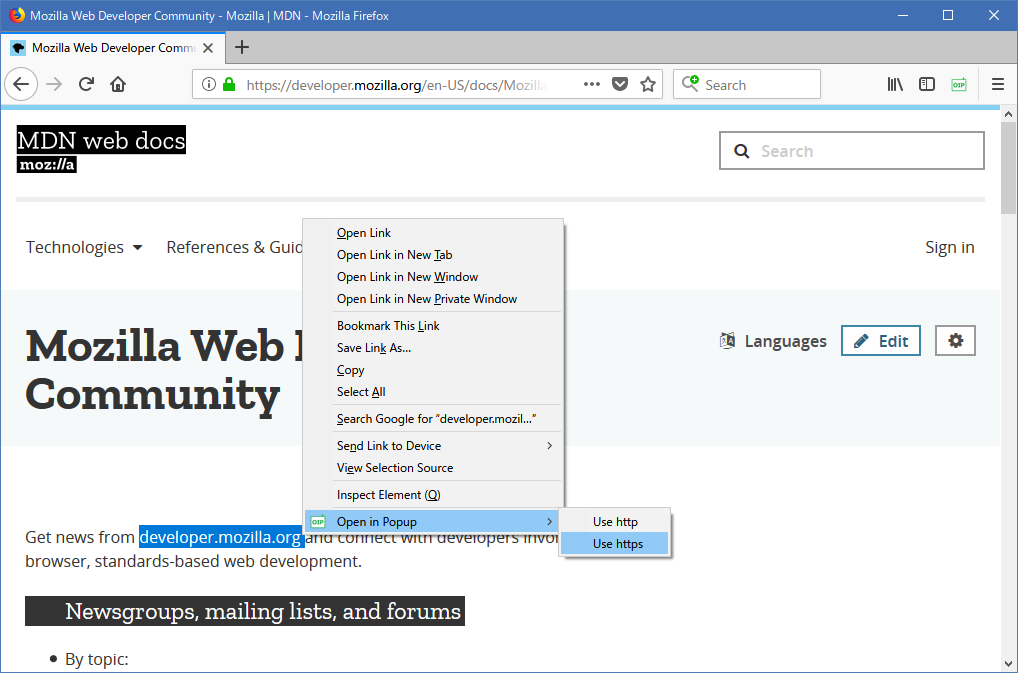 Mozilla Web Developer Community - Mozilla | MDN - Mozilla Firefox
Mozilla Web Developer Comm
https://developer.mozilla.org/en-US/docs/Mozilla
Search
OIP
MDN web docs
moz://a
Search
Technologies
References & Guid
Sign in
Mozilla Web
Community
Languages
Edit
Open Link
Open Link in New Tab
Open Link in New Window
Open Link in New Private Window
Bookmark This Link
Save Link As...
Copy
Select All
Search Google for “developer.mozil...”
Send Link to Device
View Selection Source
Inspect Element (Q)
OIP Open in Popup
Use http
Use https
Get news from developer.mozilla.org and connect with developers invol
browser, standards-based web development.
Newsgroups, mailing lists, and forums
By topic: